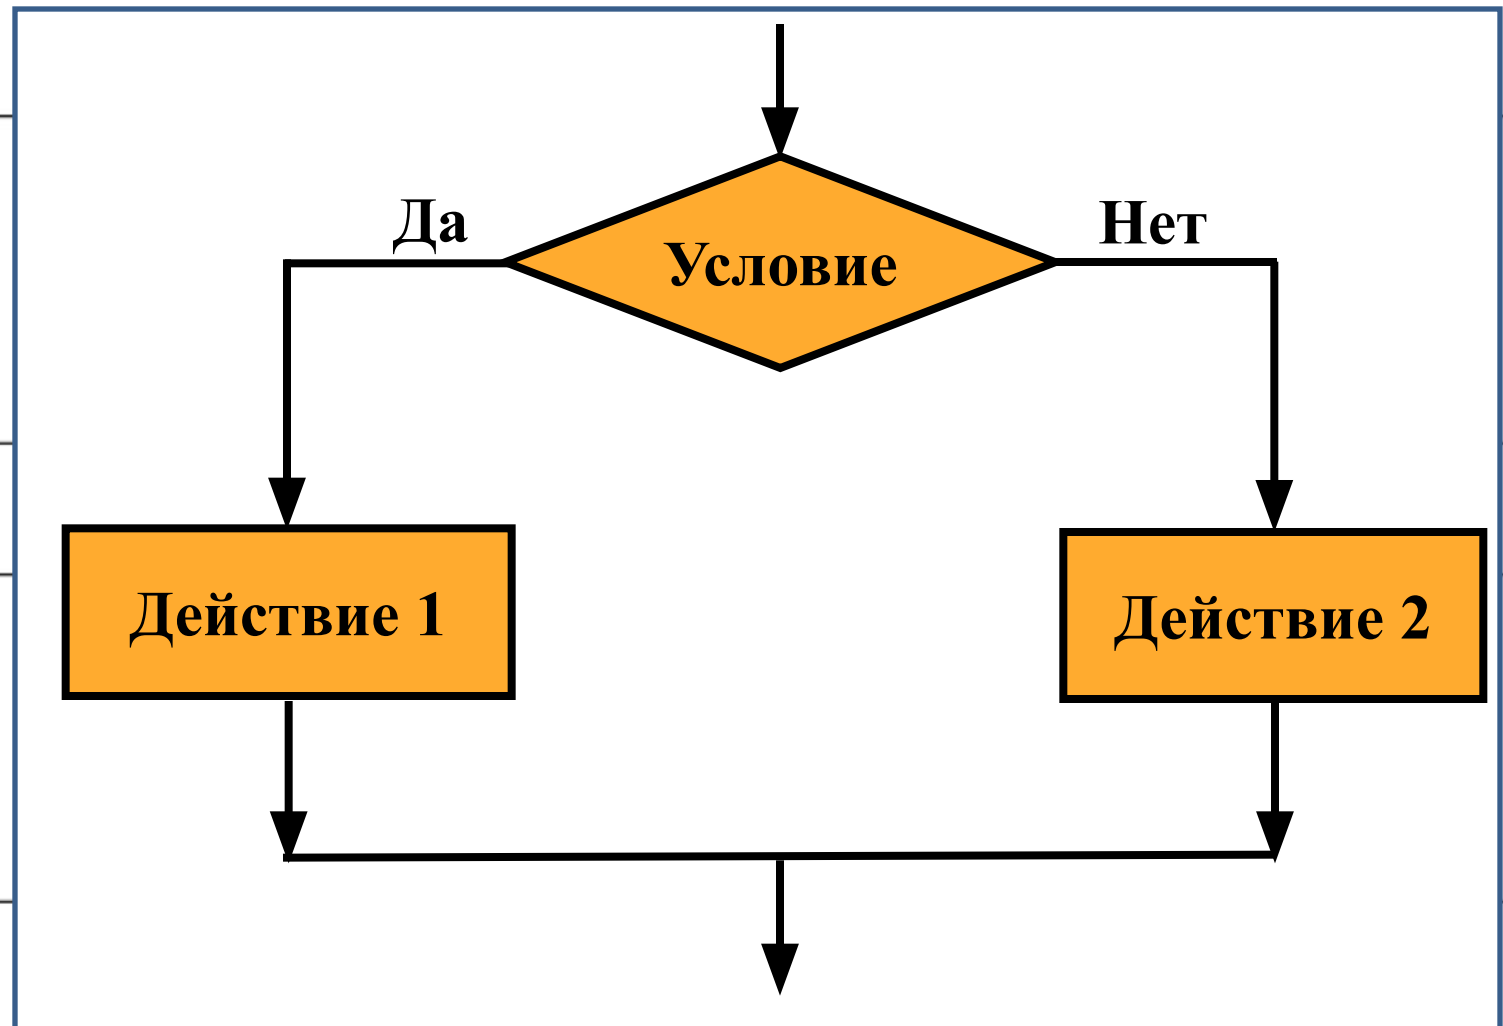 Да
Нет
Условие
Действие 1
Действие 2